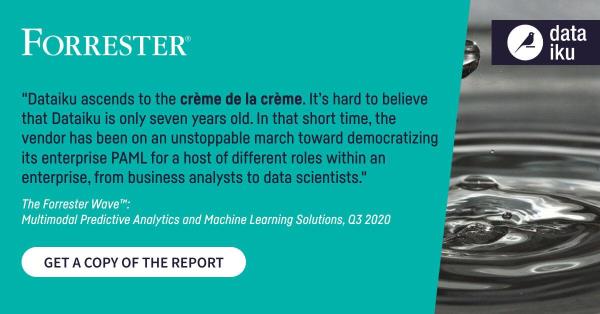 FORRESTER®
data
iku
"Dataiku ascends to the crème de la crème. It's hard to believe
that Dataiku is only seven years old. In that short time, the
vendor has been on an unstoppable march toward democratizing
its enterprise PAML for a host of different roles within an
enterprise, from business analysts to data scientists."
The Forrester Wave™:
Multimodal Predictive Analytics and Machine Learning Solutions, Q3 2020
GET A COPY OF THE REPORT